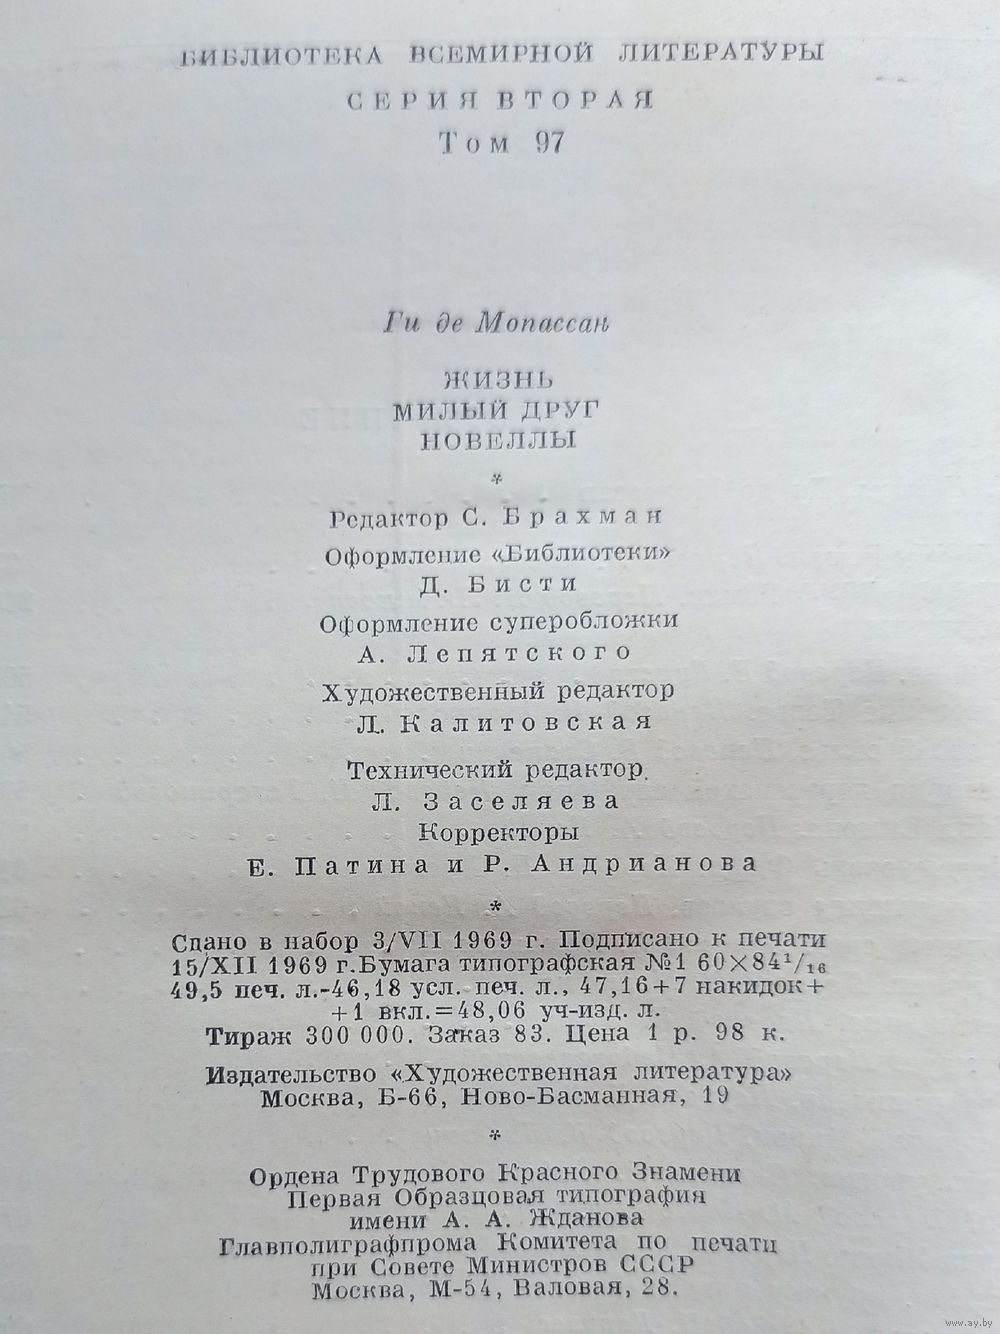 БИБЛИОТЕКА ВСЕМИРНОЙ ЛИТЕРАТУРЫ
СЕРИЯ ВТОРАЯ
Том 97
Ги де Мопассан
ЖИЗНЬ
МИЛЫЙ ДРУГ
НОВЕЛЛЫ
*
Редактор С. Брахман
Оформление «Библиотеки»
Д. Бисти
Оформление суперобложки
А. Лепятского
Художественный редактор
Л. Калитовская
Технический редактор
Л. Заселяева
Корректоры
Е. Патина и Р. Андрианова
*
Сдано в набор 3/VII 1969 г. Подписано к печати
15/XII 1969 г. Бумага типографская №1 60×84¹/₁₆
49,5 печ. л.-46,18 усл. печ. л., 47,16+7 накидок+
+1 вкл.=48,06 уч-изд. л.
Тираж 300 000. Заказ 83. Цена 1 р. 98 к.
Издательство «Художественная литература»
Москва, Б-66, Ново-Басманная, 19
*
Ордена Трудового Красного Знамени
Первая Образцовая типография
имени А. А. Жданова
Главполиграфпрома Комитета по печати
при Совете Министров СССР
Москва, М-54, Валовая, 28.
www.ay.by